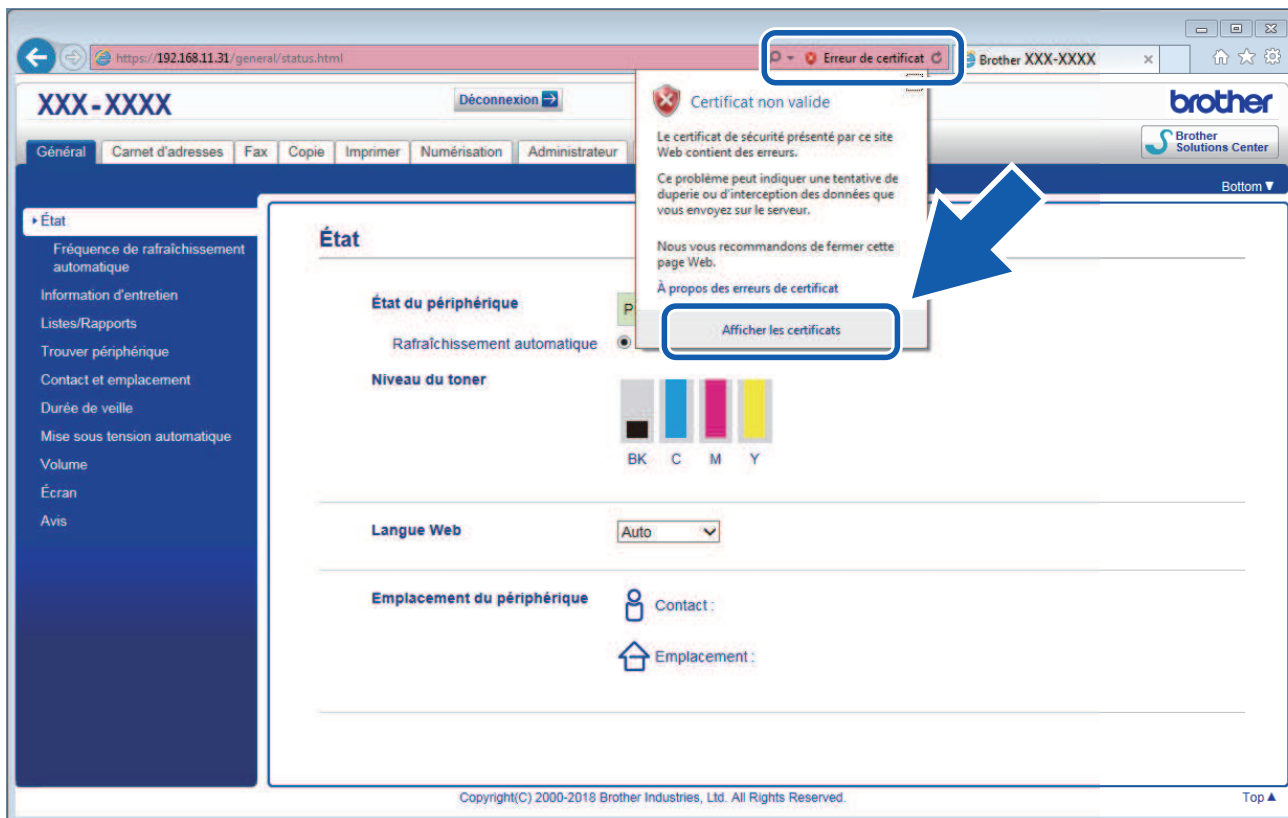 https://192.168.11.31/general/status.html
Erreur de certificat
Brother XXX-XXXX
XXX-XXXX
Déconnexion
brother
Général
Carnet d'adresses
Fax
Copie
Imprimer
Numérisation
Administrateur
Brother
Solutions Center
Bottom▼
Certificat non valide
Le certificat de sécurité présenté par ce site
Web contient des erreurs.
Ce problème peut indiquer une tentative de
duperie ou d'interception des données que
vous envoyez sur le serveur.
Nous vous recommandons de fermer cette
page Web.
À propos des erreurs de certificat
Afficher les certificats
État
Fréquence de rafraîchissement
automatique
Information d'entretien
Listes/Rapports
Trouver périphérique
Contact et emplacement
Durée de veille
Mise sous tension automatique
Volume
Écran
Avis
État
État du périphérique
Rafraîchissement automatique
Niveau du toner
BK C M Y
Langue Web
Auto
Emplacement du périphérique
Contact :
Emplacement :
Copyright(C) 2000-2018 Brother Industries, Ltd. All Rights Reserved.
Top▲